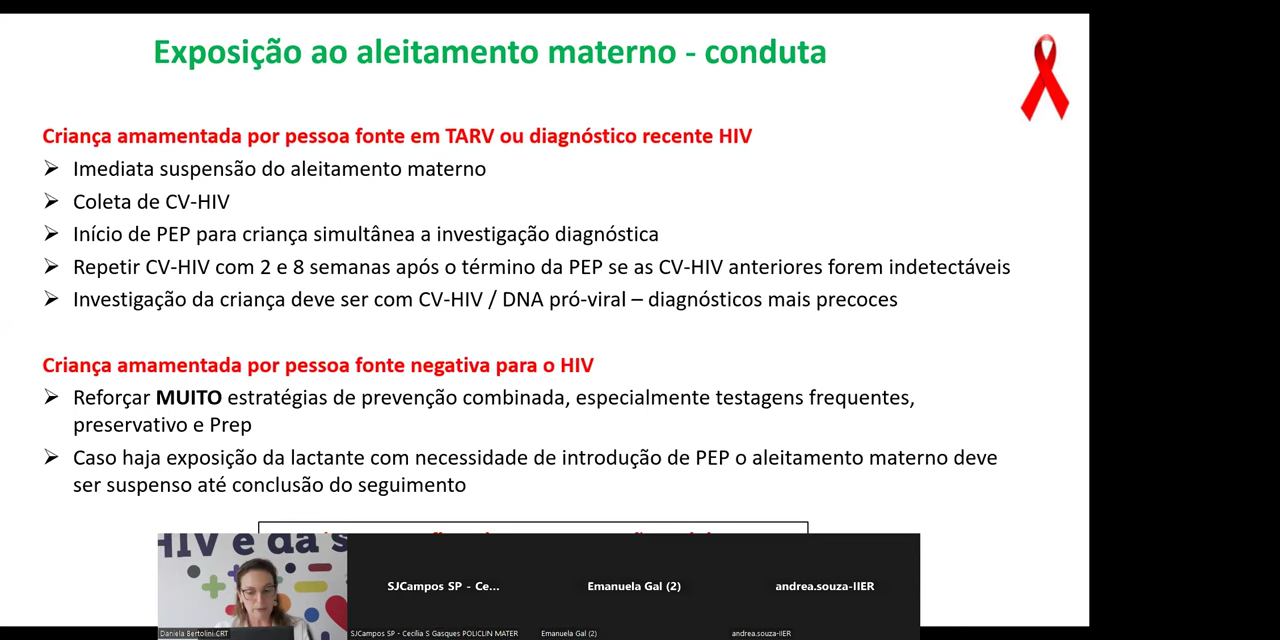 Exposição ao aleitamento materno - conduta
Criança amamentada por pessoa fonte em TARV ou diagnóstico recente HIV
Imediata suspensão do aleitamento materno
Coleta de CV-HIV
Início de PEP para criança simultânea a investigação diagnóstica
Repetir CV-HIV com 2 e 8 semanas após o término da PEP se as CV-HIV anteriores forem indetectáveis
Investigação da criança deve ser com CV-HIV / DNA pró-viral – diagnósticos mais precoces
Criança amamentada por pessoa fonte negativa para o HIV
Reforçar MUITO estratégias de prevenção combinada, especialmente testagens frequentes,
preservativo e Prep
Caso haja exposição da lactante com necessidade de introdução de PEP o aleitamento materno deve
ser suspenso até conclusão do seguimento
HIV e da s
SJCampos SP - Ce...
Emanuela Gal (2)
andrea.souza-IIER
Daniela Bertolini CRT
SJCampos SP - Cecília S Gasques POLICLIN MATER
Emanuela Gal (2)
andrea.souza-IIER